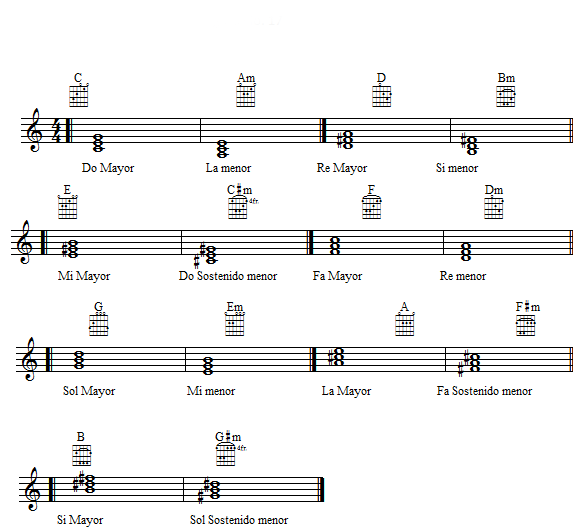 C Am D Bm
4
4
Do Mayor La menor Re Mayor Si menor
E C#m F Dm
4fr.
Mi Mayor Do Sostenido menor Fa Mayor Re menor
G Em A F#m
Sol Mayor Mi menor La Mayor Fa Sostenido menor
B G#m
4fr.
Si Mayor Sol Sostenido menor